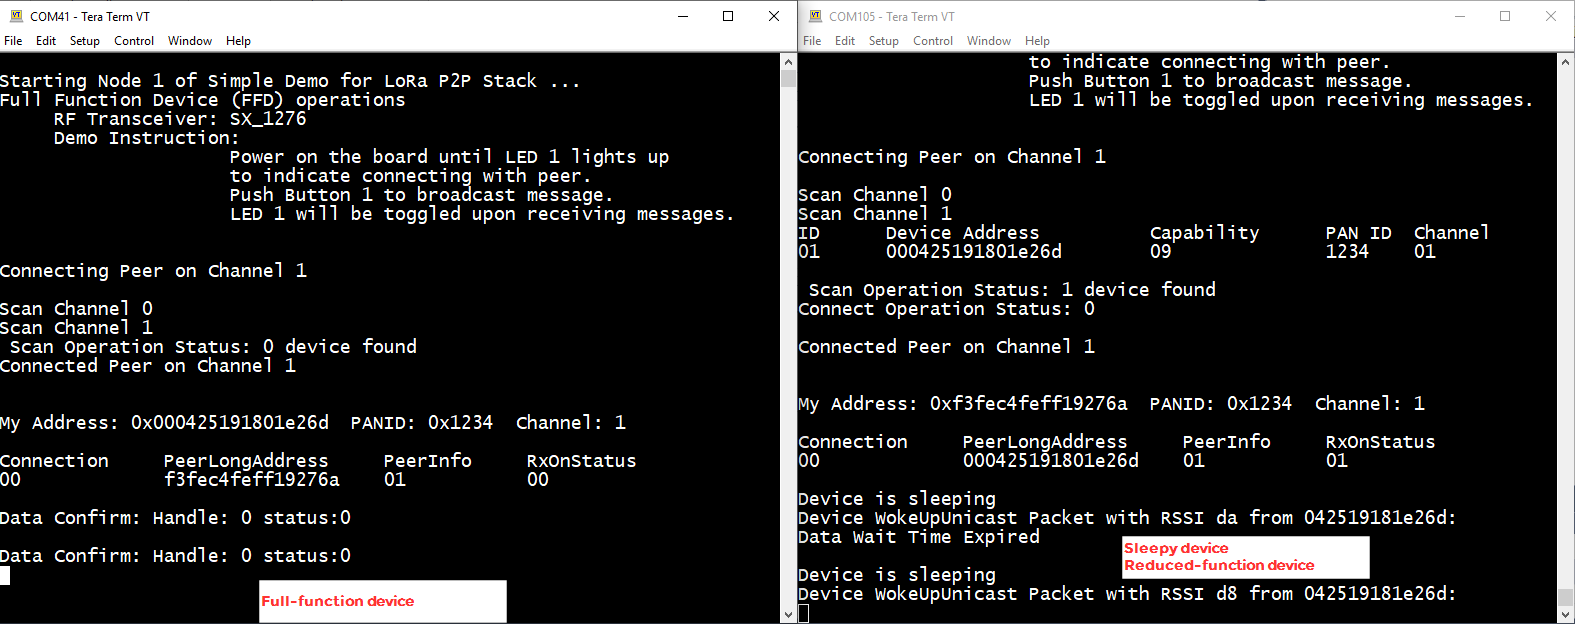 COM41 - Tera Term VT
File Edit Setup Control Window Help
Starting Node 1 of Simple Demo for LoRa P2P Stack ...
Full Function Device (FFD) operations
RF Transceiver: SX_1276
Demo Instruction:
Power on the board until LED 1 lights up
to indicate connecting with peer.
Push Button 1 to broadcast message.
LED 1 will be toggled upon receiving messages.
Connecting Peer on Channel 1
Scan Channel 0
Scan Channel 1
Scan Operation Status: 0 device found
Connected Peer on Channel 1
My Address: 0x000425191801e26d PANID: 0x1234 Channel: 1
Connection PeerLongAddress PeerInfo RxOnStatus
00 f3fec4feff19276a 01 00
Data Confirm: Handle: 0 status:0
Data Confirm: Handle: 0 status:0
Full-function device
COM105 - Tera Term VT
File Edit Setup Control Window Help
to indicate connecting with peer.
Push Button 1 to broadcast message.
LED 1 will be toggled upon receiving messages.
Connecting Peer on Channel 1
Scan Channel 0
Scan Channel 1
ID Device Address Capability PAN ID Channel
01 000425191801e26d 09 1234 01
Scan Operation Status: 1 device found
Connect Operation Status: 0
Connected Peer on Channel 1
My Address: 0xf3fec4feff19276a PANID: 0x1234 Channel: 1
Connection PeerLongAddress PeerInfo RxOnStatus
00 000425191801e26d 01 01
Device is sleeping
Device WokeUpUnicast Packet with RSSI da from 042519181e26d:
Data Wait Time Expired
Sleepy device
Reduced-function device
Device is sleeping
Device WokeUpUnicast Packet with RSSI d8 from 042519181e26d: